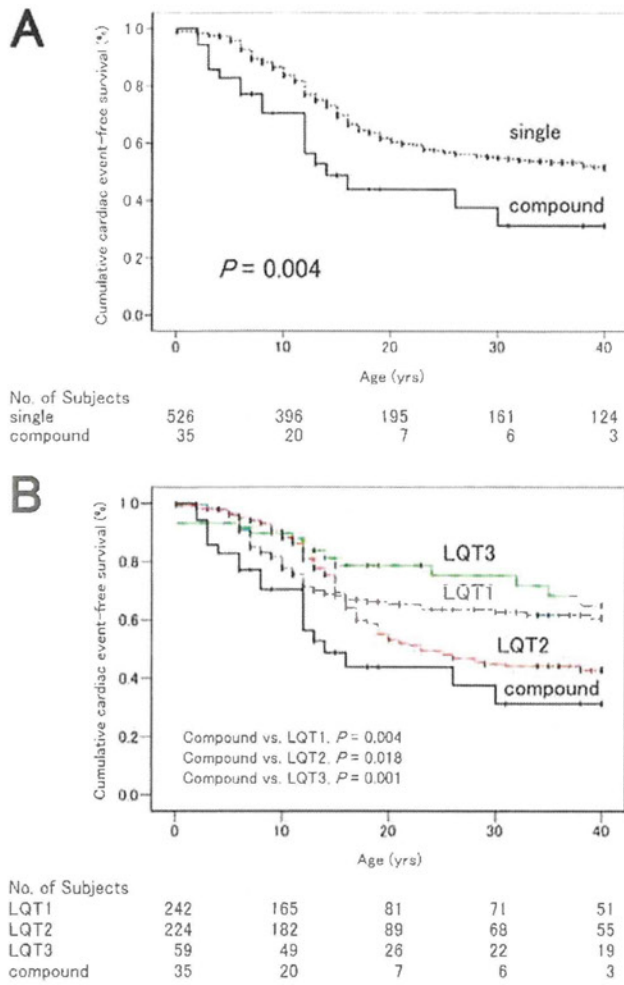 A
Cumulative cardiac event-free survival (%)
1.0
0.8
0.6
0.4
0.2
0.0
single
compound
P = 0.004
0 10 20 30 40
Age (yrs)
No. of Subjects
single 526 396 195 161 124
compound 35 20 7 6 3
B
Cumulative cardiac event-free survival (%)
1.0
0.8
0.6
0.4
0.2
0.0
LQT3
LQT1
LQT2
compound
Compound vs. LQT1, P = 0.004
Compound vs. LQT2, P = 0.018
Compound vs. LQT3, P = 0.001
0 10 20 30 40
Age (yrs)
No. of Subjects
LQT1 242 165 81 71 51
LQT2 224 182 89 68 55
LQT3 59 49 26 22 19
compound 35 20 7 6 3